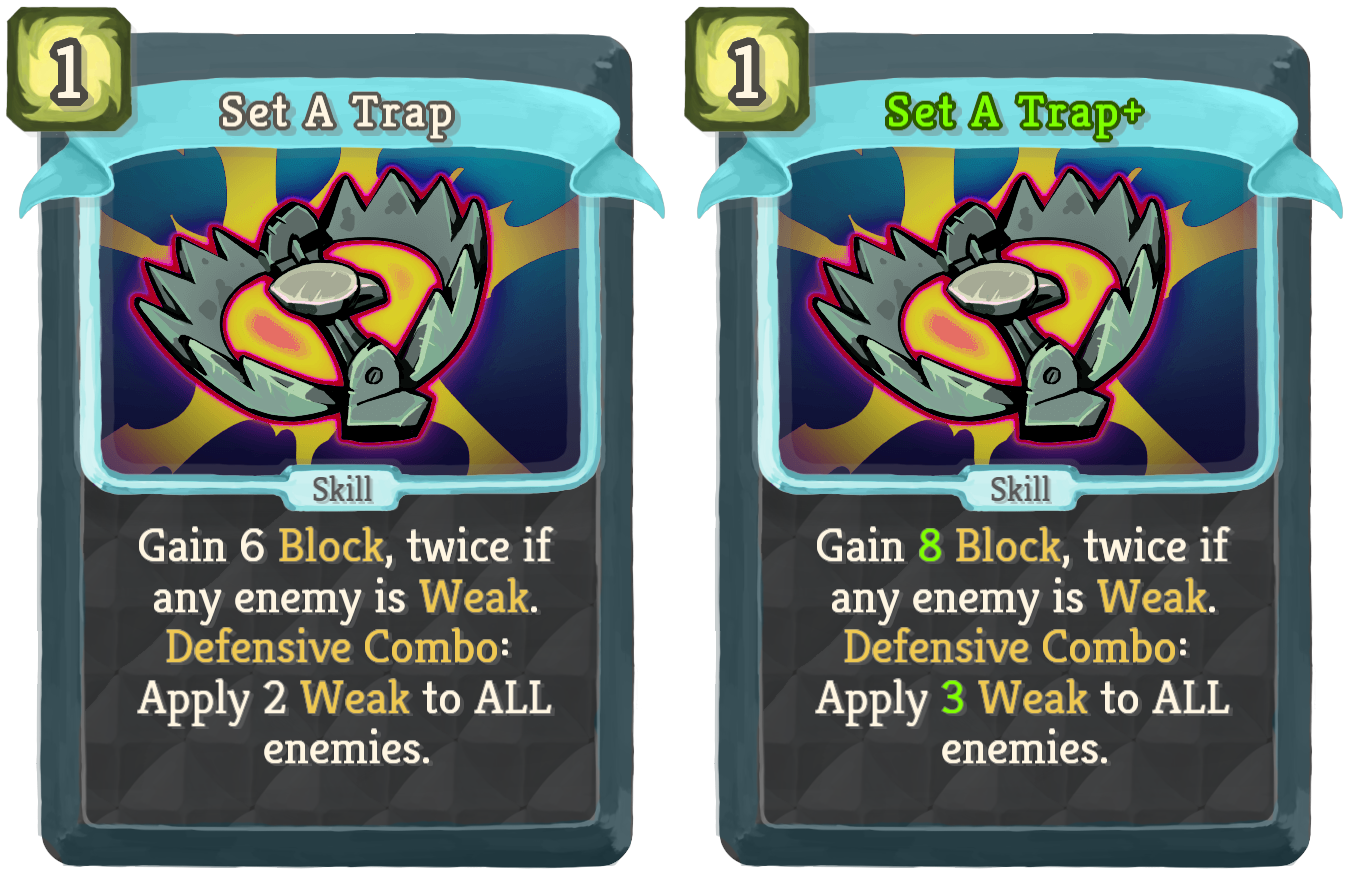 1
Set A Trap
Skill
Gain 6 Block, twice if
any enemy is Weak.
Defensive Combo:
Apply 2 Weak to ALL
enemies.
1
Set A Trap+
Skill
Gain 8 Block, twice if
any enemy is Weak.
Defensive Combo:
Apply 3 Weak to ALL
enemies.